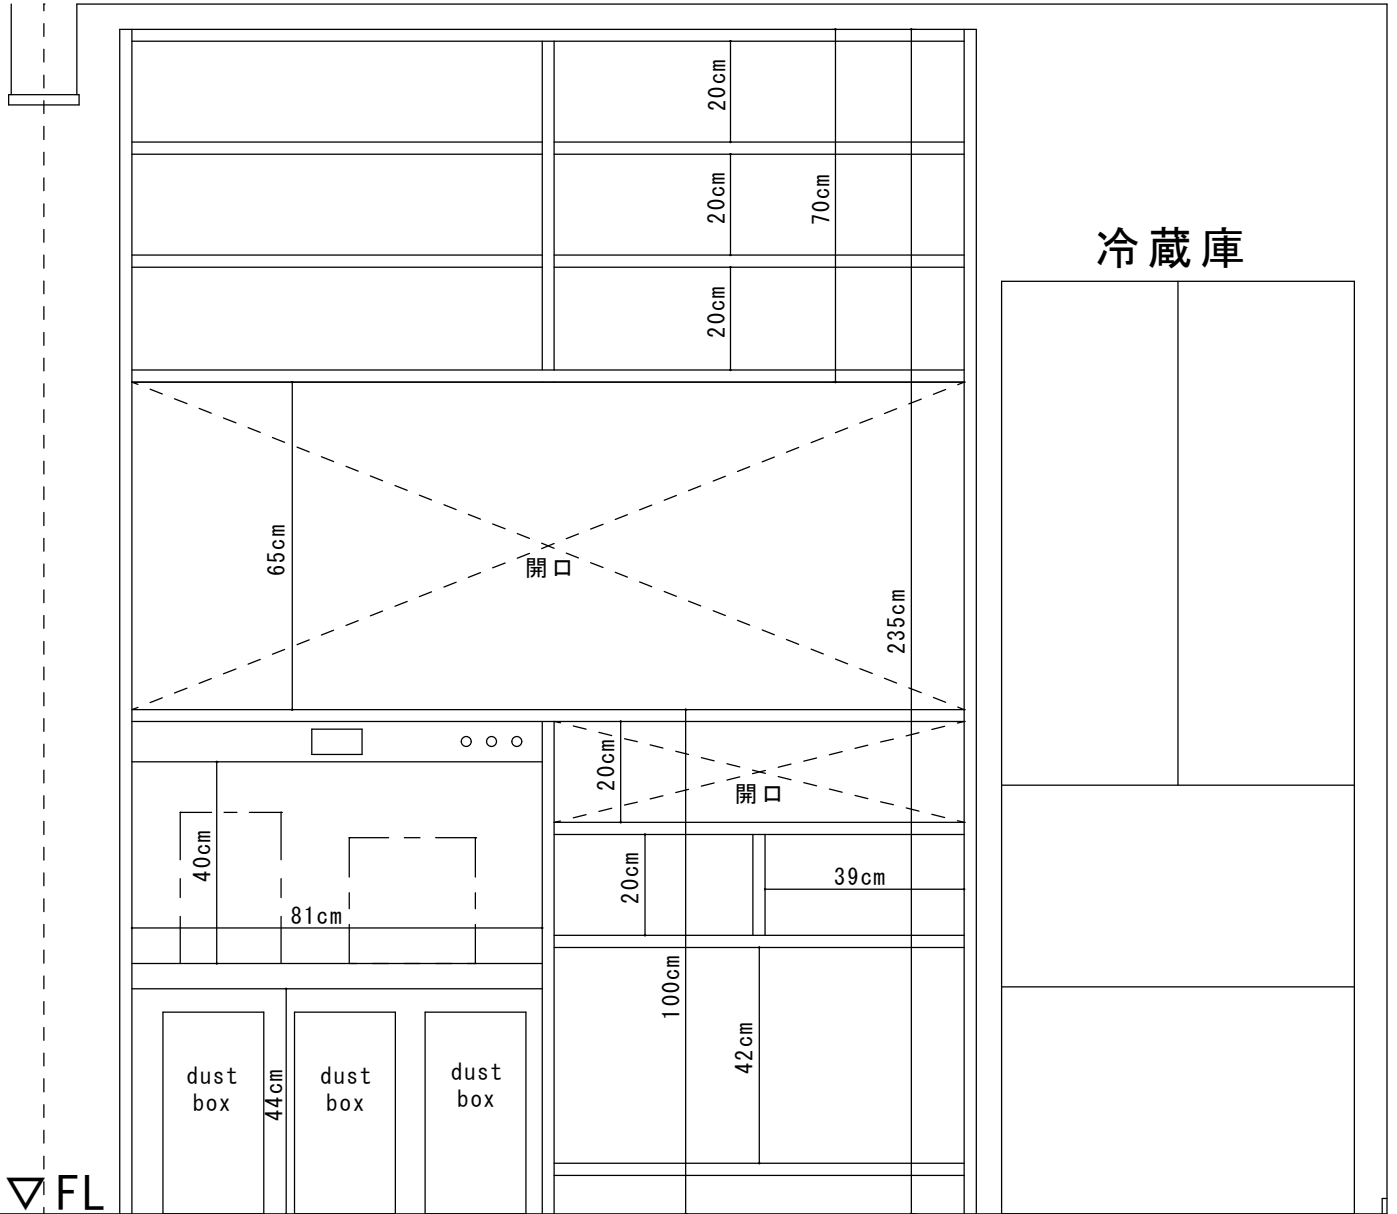 20cm
20cm
70cm
20cm
冷蔵庫
65cm
開口
235cm
20cm
開口
40cm
20cm
39cm
81cm
100cm
42cm
dust
box
44cm
dust
box
dust
box
▽FL